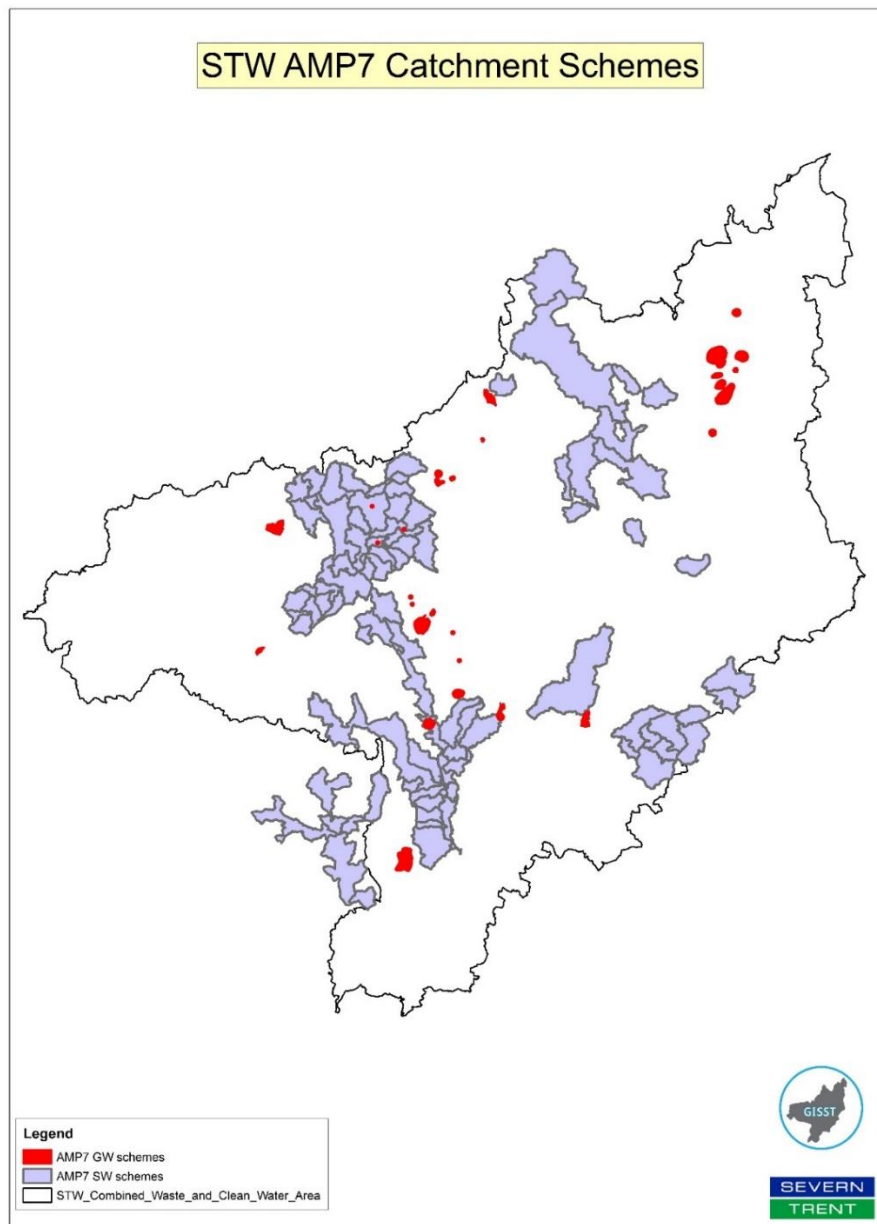 STW AMP7 Catchment Schemes
GISST
Legend
AMP7 GW schemes
AMP7 SW schemes
STW_Combined_Waste_and_Clean_Water_Area
SEVERN
TRENT